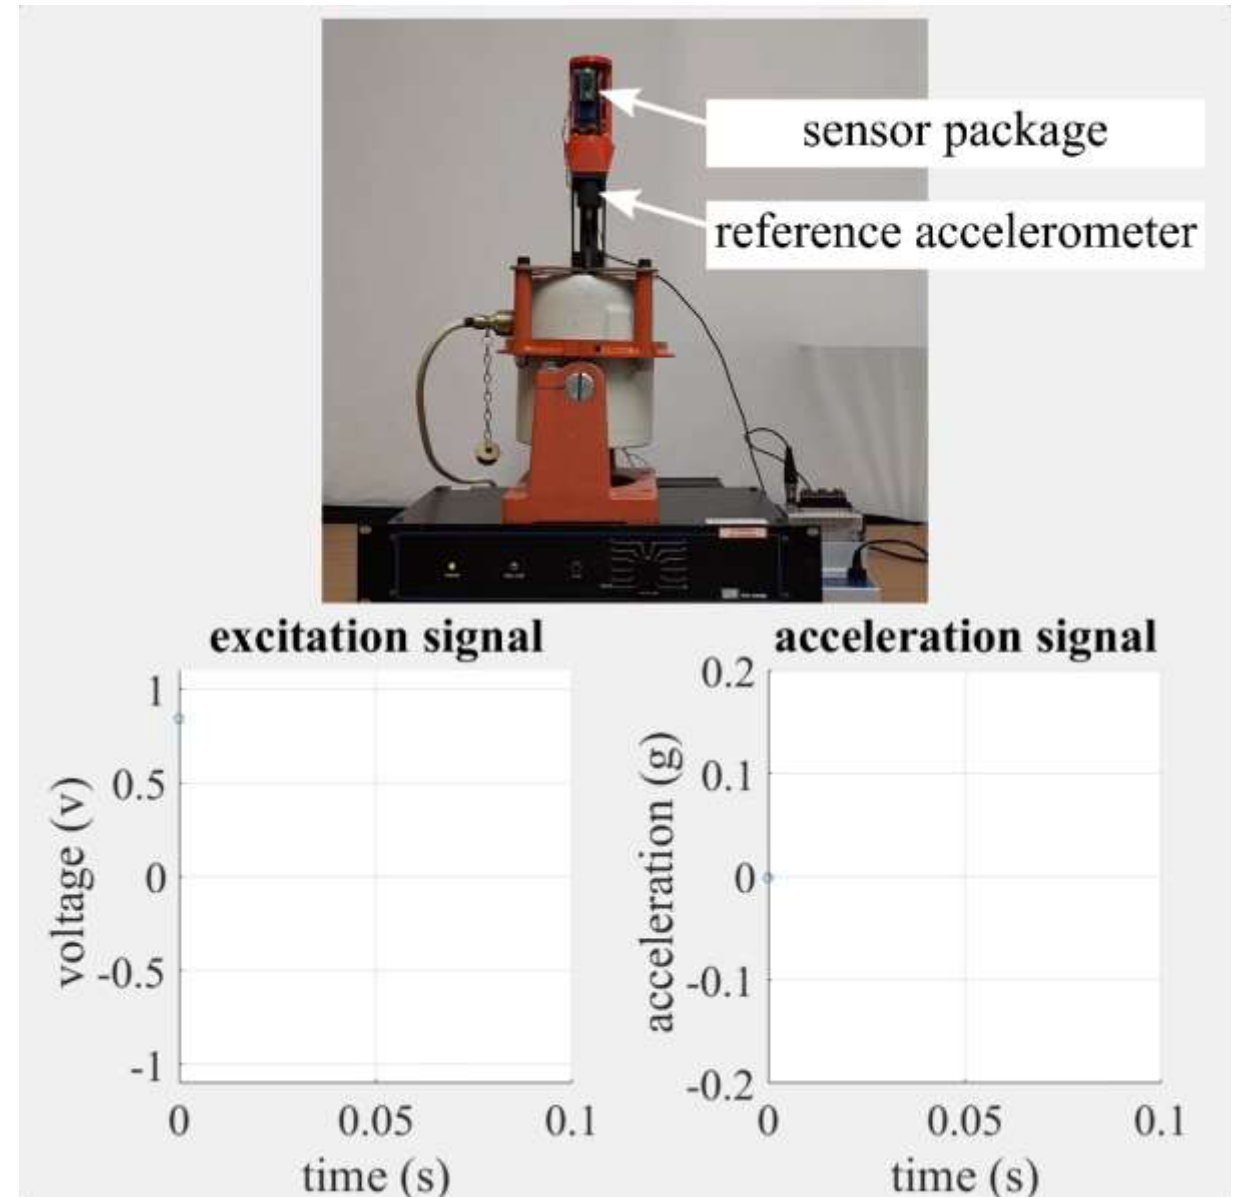 sensor package
reference accelerometer
excitation signal
1
0.5
0
-0.5
-1
voltage (v)
0
0.05
0.1
time (s)
acceleration signal
0.2
0.1
0
-0.1
-0.2
acceleration (g)
0
0.05
0.1
time (s)